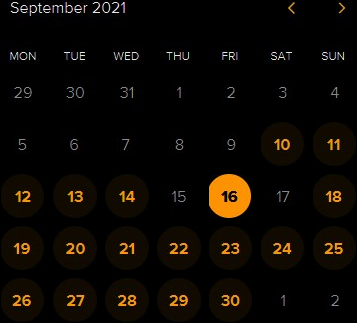 September 2021
MON TUE WED THU FRI SAT SUN
29 30 31 1 2 3 4
5 6 7 8 9 10 11
12 13 14 15 16 17 18
19 20 21 22 23 24 25
26 27 28 29 30 1 2